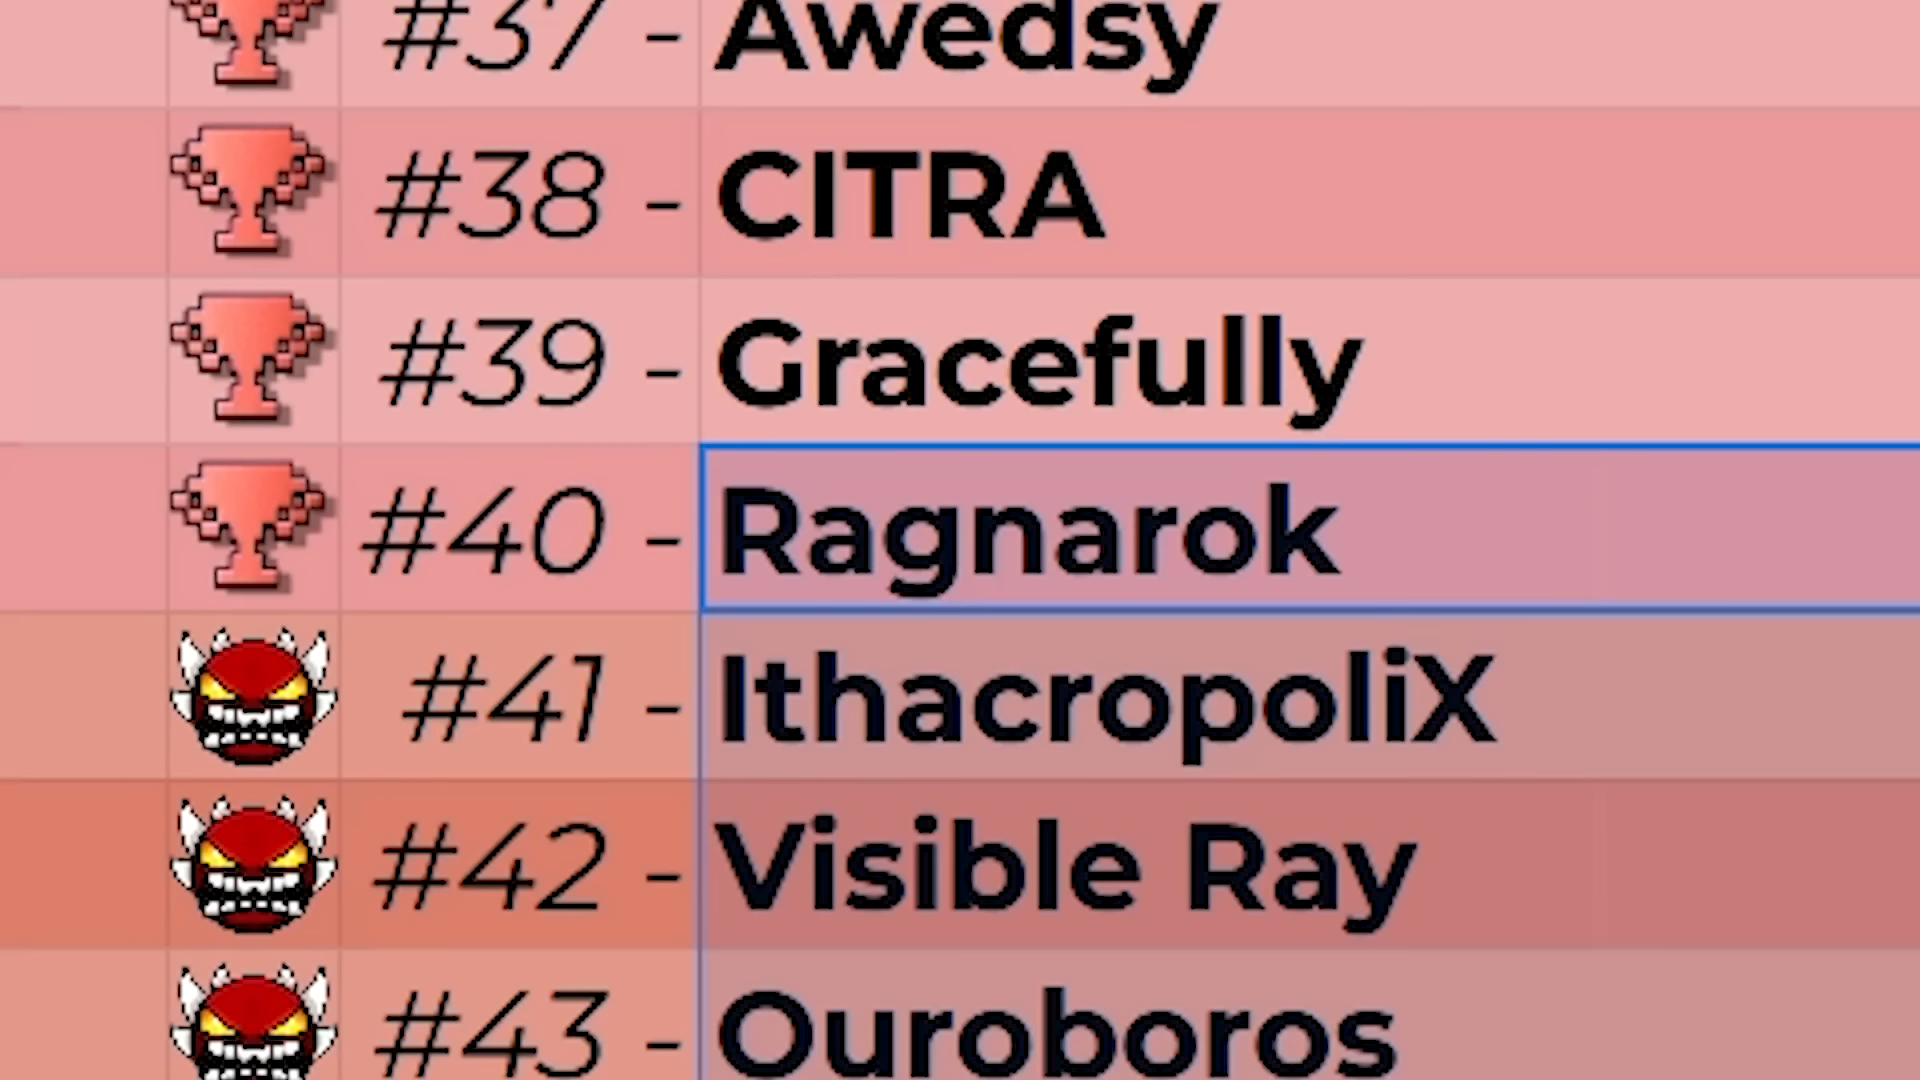 #37 - Awedsy
#38 - CITRA
#39 - Gracefully
#40 - Ragnarok
#41 - IthacropoliX
#42 - Visible Ray
#43 - Ouroboros